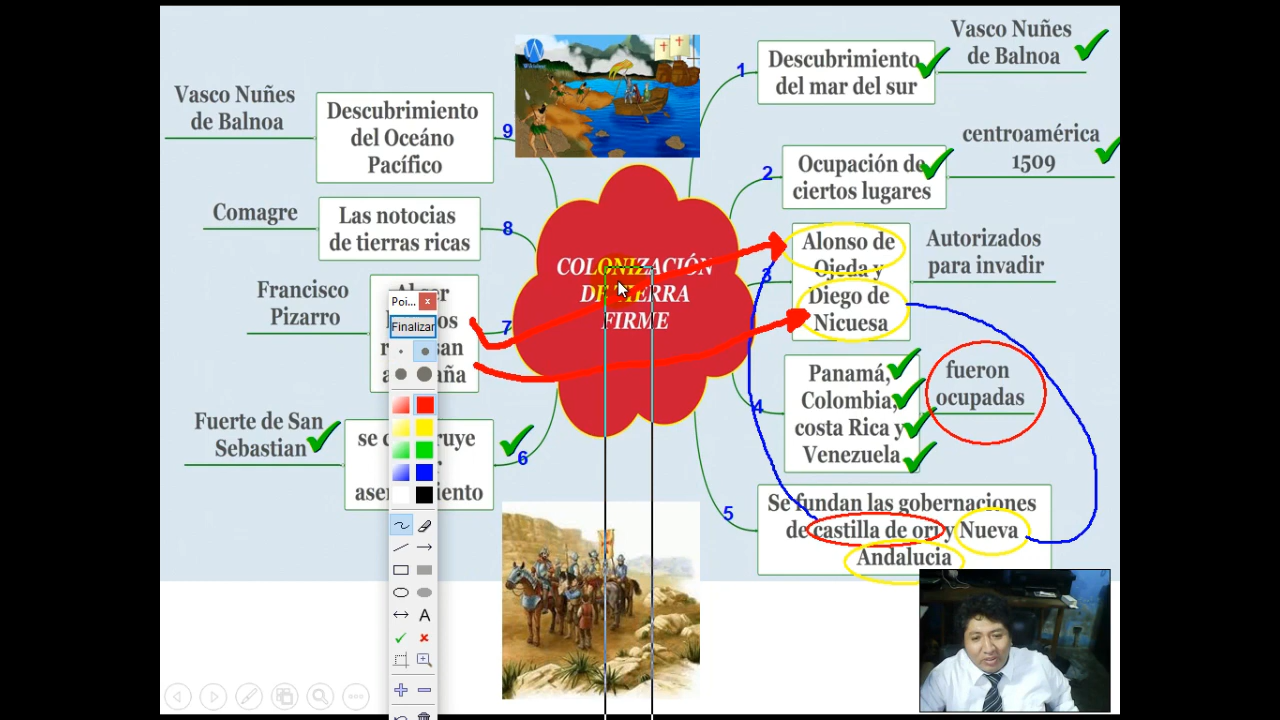 COLONIZACIÓN
DE TIERRA
FIRME
1
Descubrimiento
del mar del sur
Vasco Nuñes
de Balnoa
2
Ocupación de
ciertos lugares
centroamérica
1509
3
Alonso de
Ojeda y
Diego de
Nicuesa
Autorizados
para invadir
4
Panamá,
Colombia,
costa Rica y
Venezuela
fueron
ocupadas
5
Se fundan las gobernaciones
de castilla de ori y Nueva
Andalucia
6
Fuerte de San
Sebastian
7
Francisco
Pizarro
8
Las notocias
de tierras ricas
Comagre
9
Descubrimiento
del Oceáno
Pacífico
Vasco Nuñes
de Balnoa
Poi...
Finalizar
A